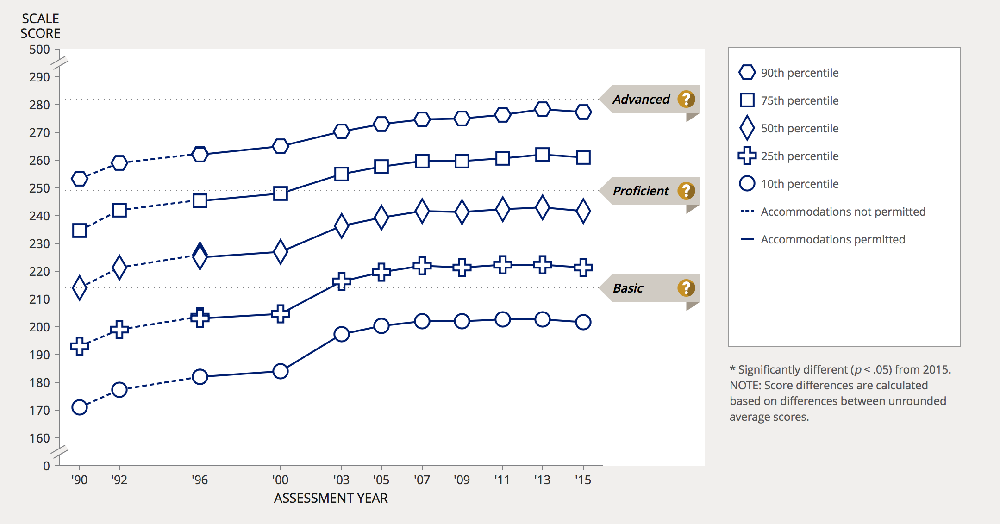 SCALE
SCORE
500
290
280
270
260
250
240
230
220
210
200
190
180
170
160
0
'90 '92 '96 '00 '03 '05 '07 '09 '11 '13 '15
ASSESSMENT YEAR
Advanced ?
Proficient ?
Basic ?
90th percentile
75th percentile
50th percentile
25th percentile
10th percentile
Accommodations not permitted
Accommodations permitted
* Significantly different (p < .05) from 2015.
NOTE: Score differences are calculated
based on differences between unrounded
average scores.